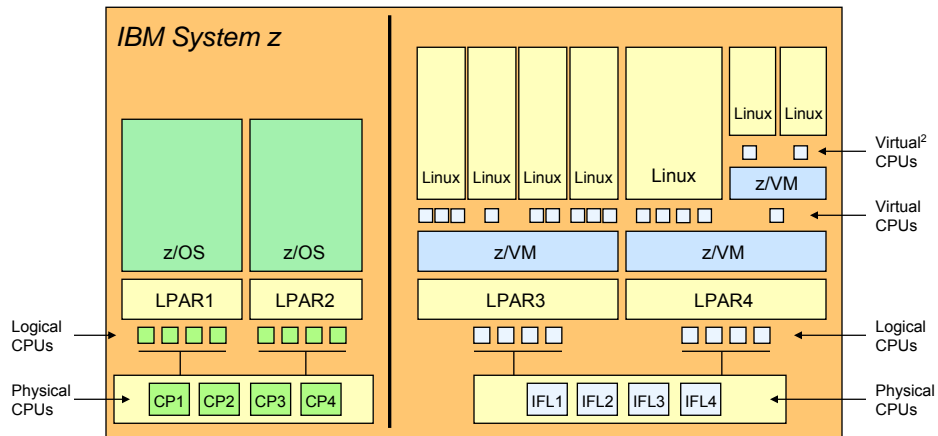 IBM System z
Linux
Linux
Linux
Linux
Linux
Linux
Linux
Virtual²
CPUs
z/VM
Virtual
CPUs
z/OS
z/OS
z/VM
z/VM
LPAR1
LPAR2
LPAR3
LPAR4
Logical
CPUs
Logical
CPUs
Physical
CPUs
CP1
CP2
CP3
CP4
IFL1
IFL2
IFL3
IFL4
Physical
CPUs